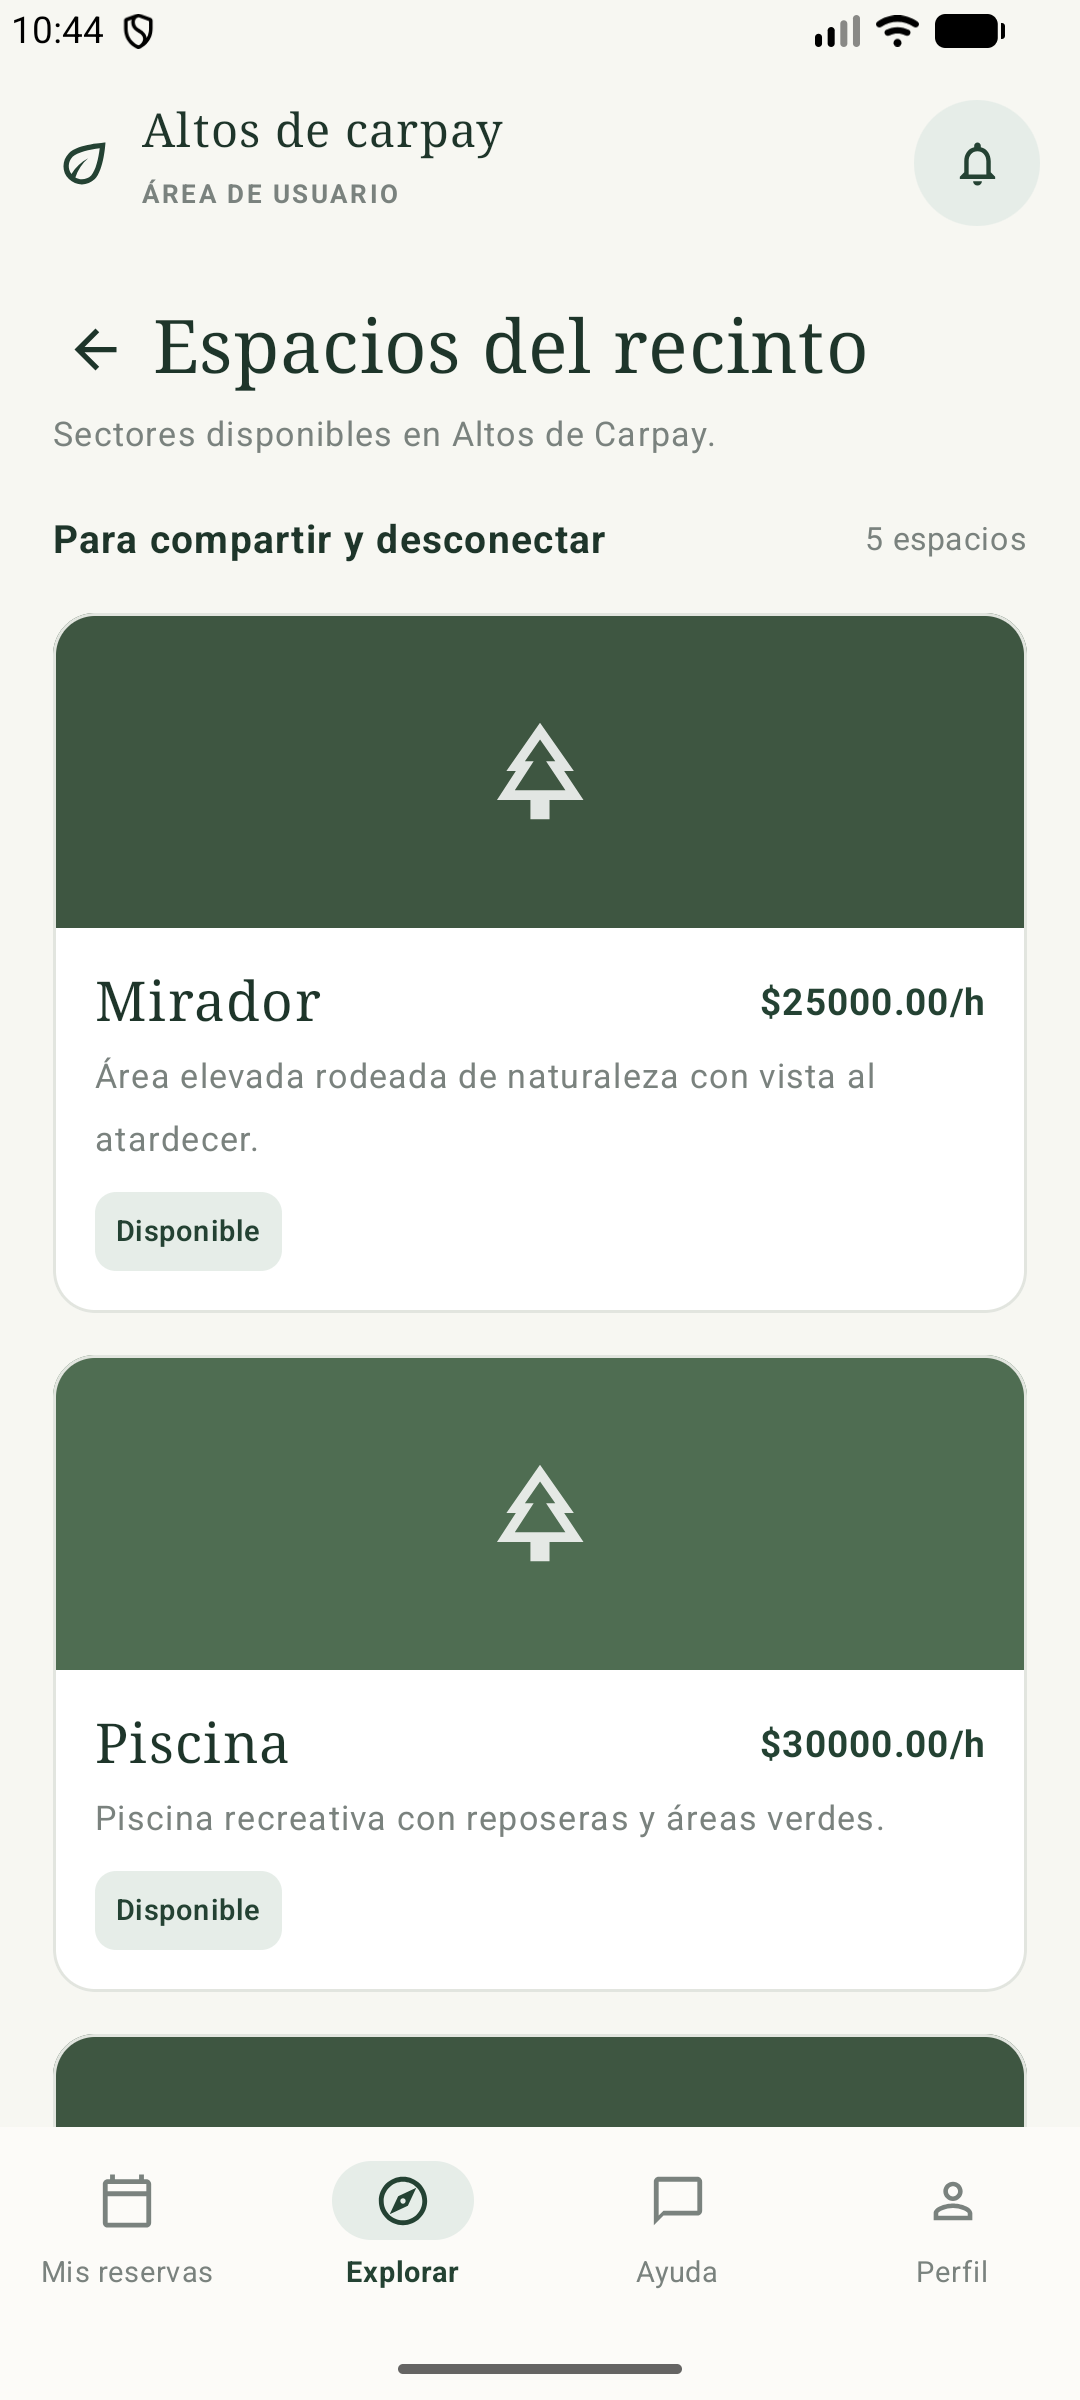 10:44
Altos de carpay
ÁREA DE USUARIO
Espacios del recinto
Sectores disponibles en Altos de Carpay.
Para compartir y desconectar
5 espacios
Mirador
$25000.00/h
Área elevada rodeada de naturaleza con vista al
atardecer.
Disponible
Piscina
$30000.00/h
Piscina recreativa con reposeras y áreas verdes.
Disponible
Mis reservas
Explorar
Ayuda
Perfil